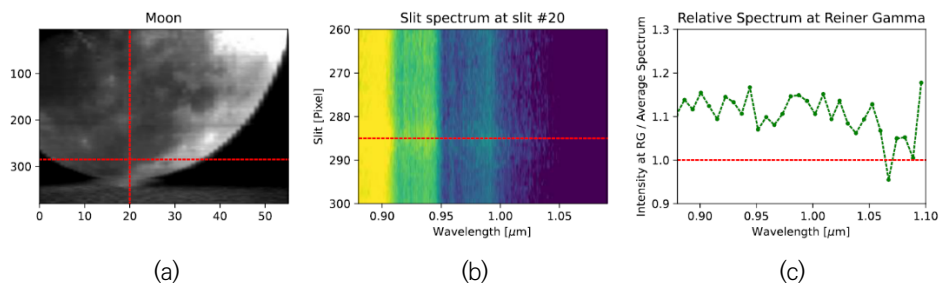 Moon
100
200
300
0 10 20 30 40 50
(a)
Slit spectrum at slit #20
Slit [Pixel]
260
270
280
290
300
0.90 0.95 1.00 1.05
Wavelength [μm]
(b)
Relative Spectrum at Reiner Gamma
Intensity at RG / Average Spectrum
1.3
1.2
1.1
1.0
0.9
0.90 0.95 1.00 1.05 1.10
Wavelength [μm]
(c)